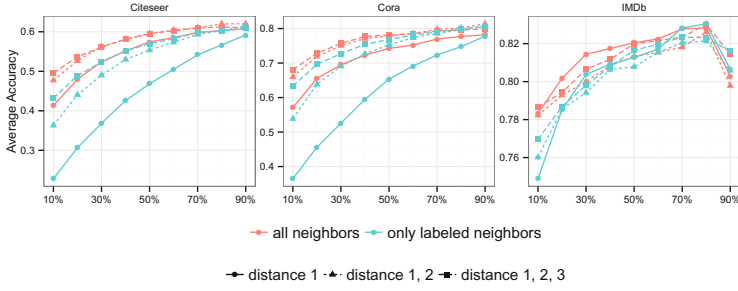 Citeseer Cora IMDb
Average Accuracy
0.6
0.5
0.4
0.3
10% 30% 50% 70% 90%
0.8
0.7
0.6
0.5
0.4
10% 30% 50% 70% 90%
0.82
0.80
0.78
0.76
10% 30% 50% 70% 90%
all neighbors only labeled neighbors
distance 1 distance 1, 2 distance 1, 2, 3